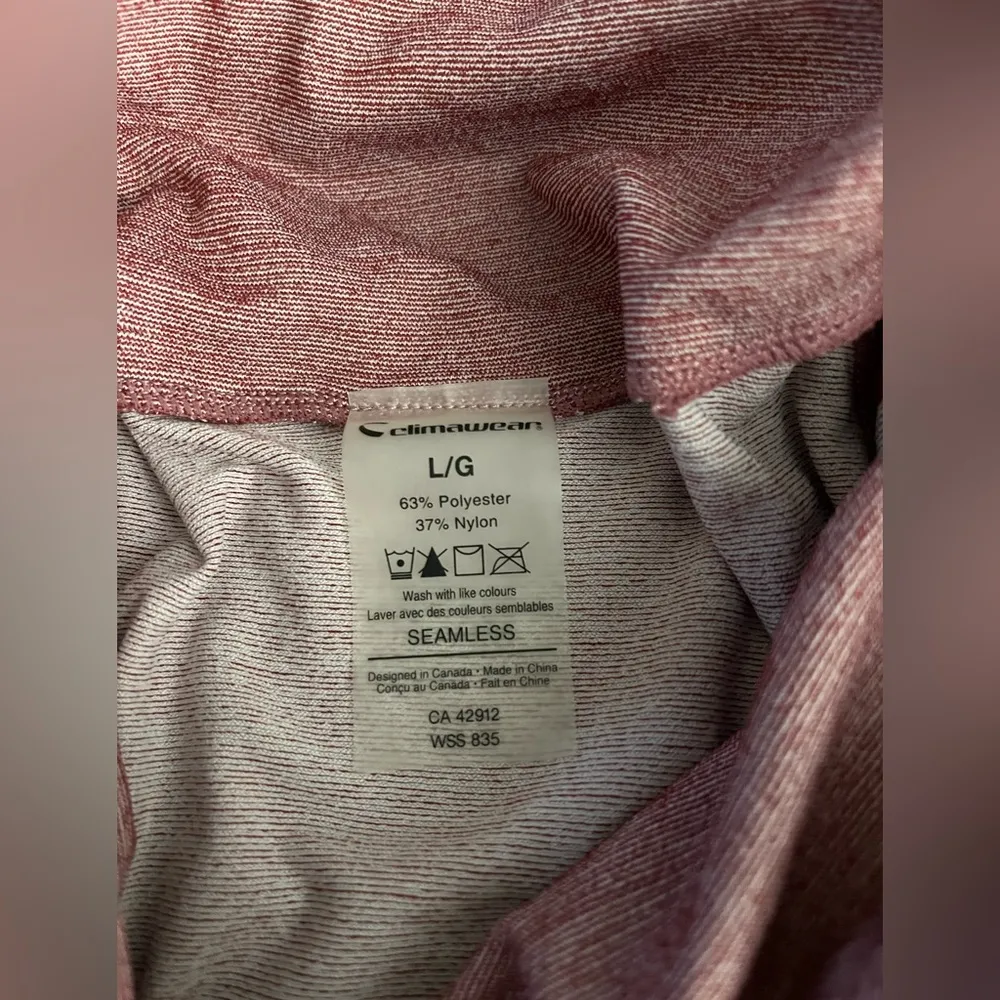 climawear
L/G
63% Polyester
37% Nylon
Wash with like colours
Laver avec des couleurs semblables
SEAMLESS
Designed in Canada • Made in China
Conçu au Canada • Fait en Chine
CA 42912
WSS 835